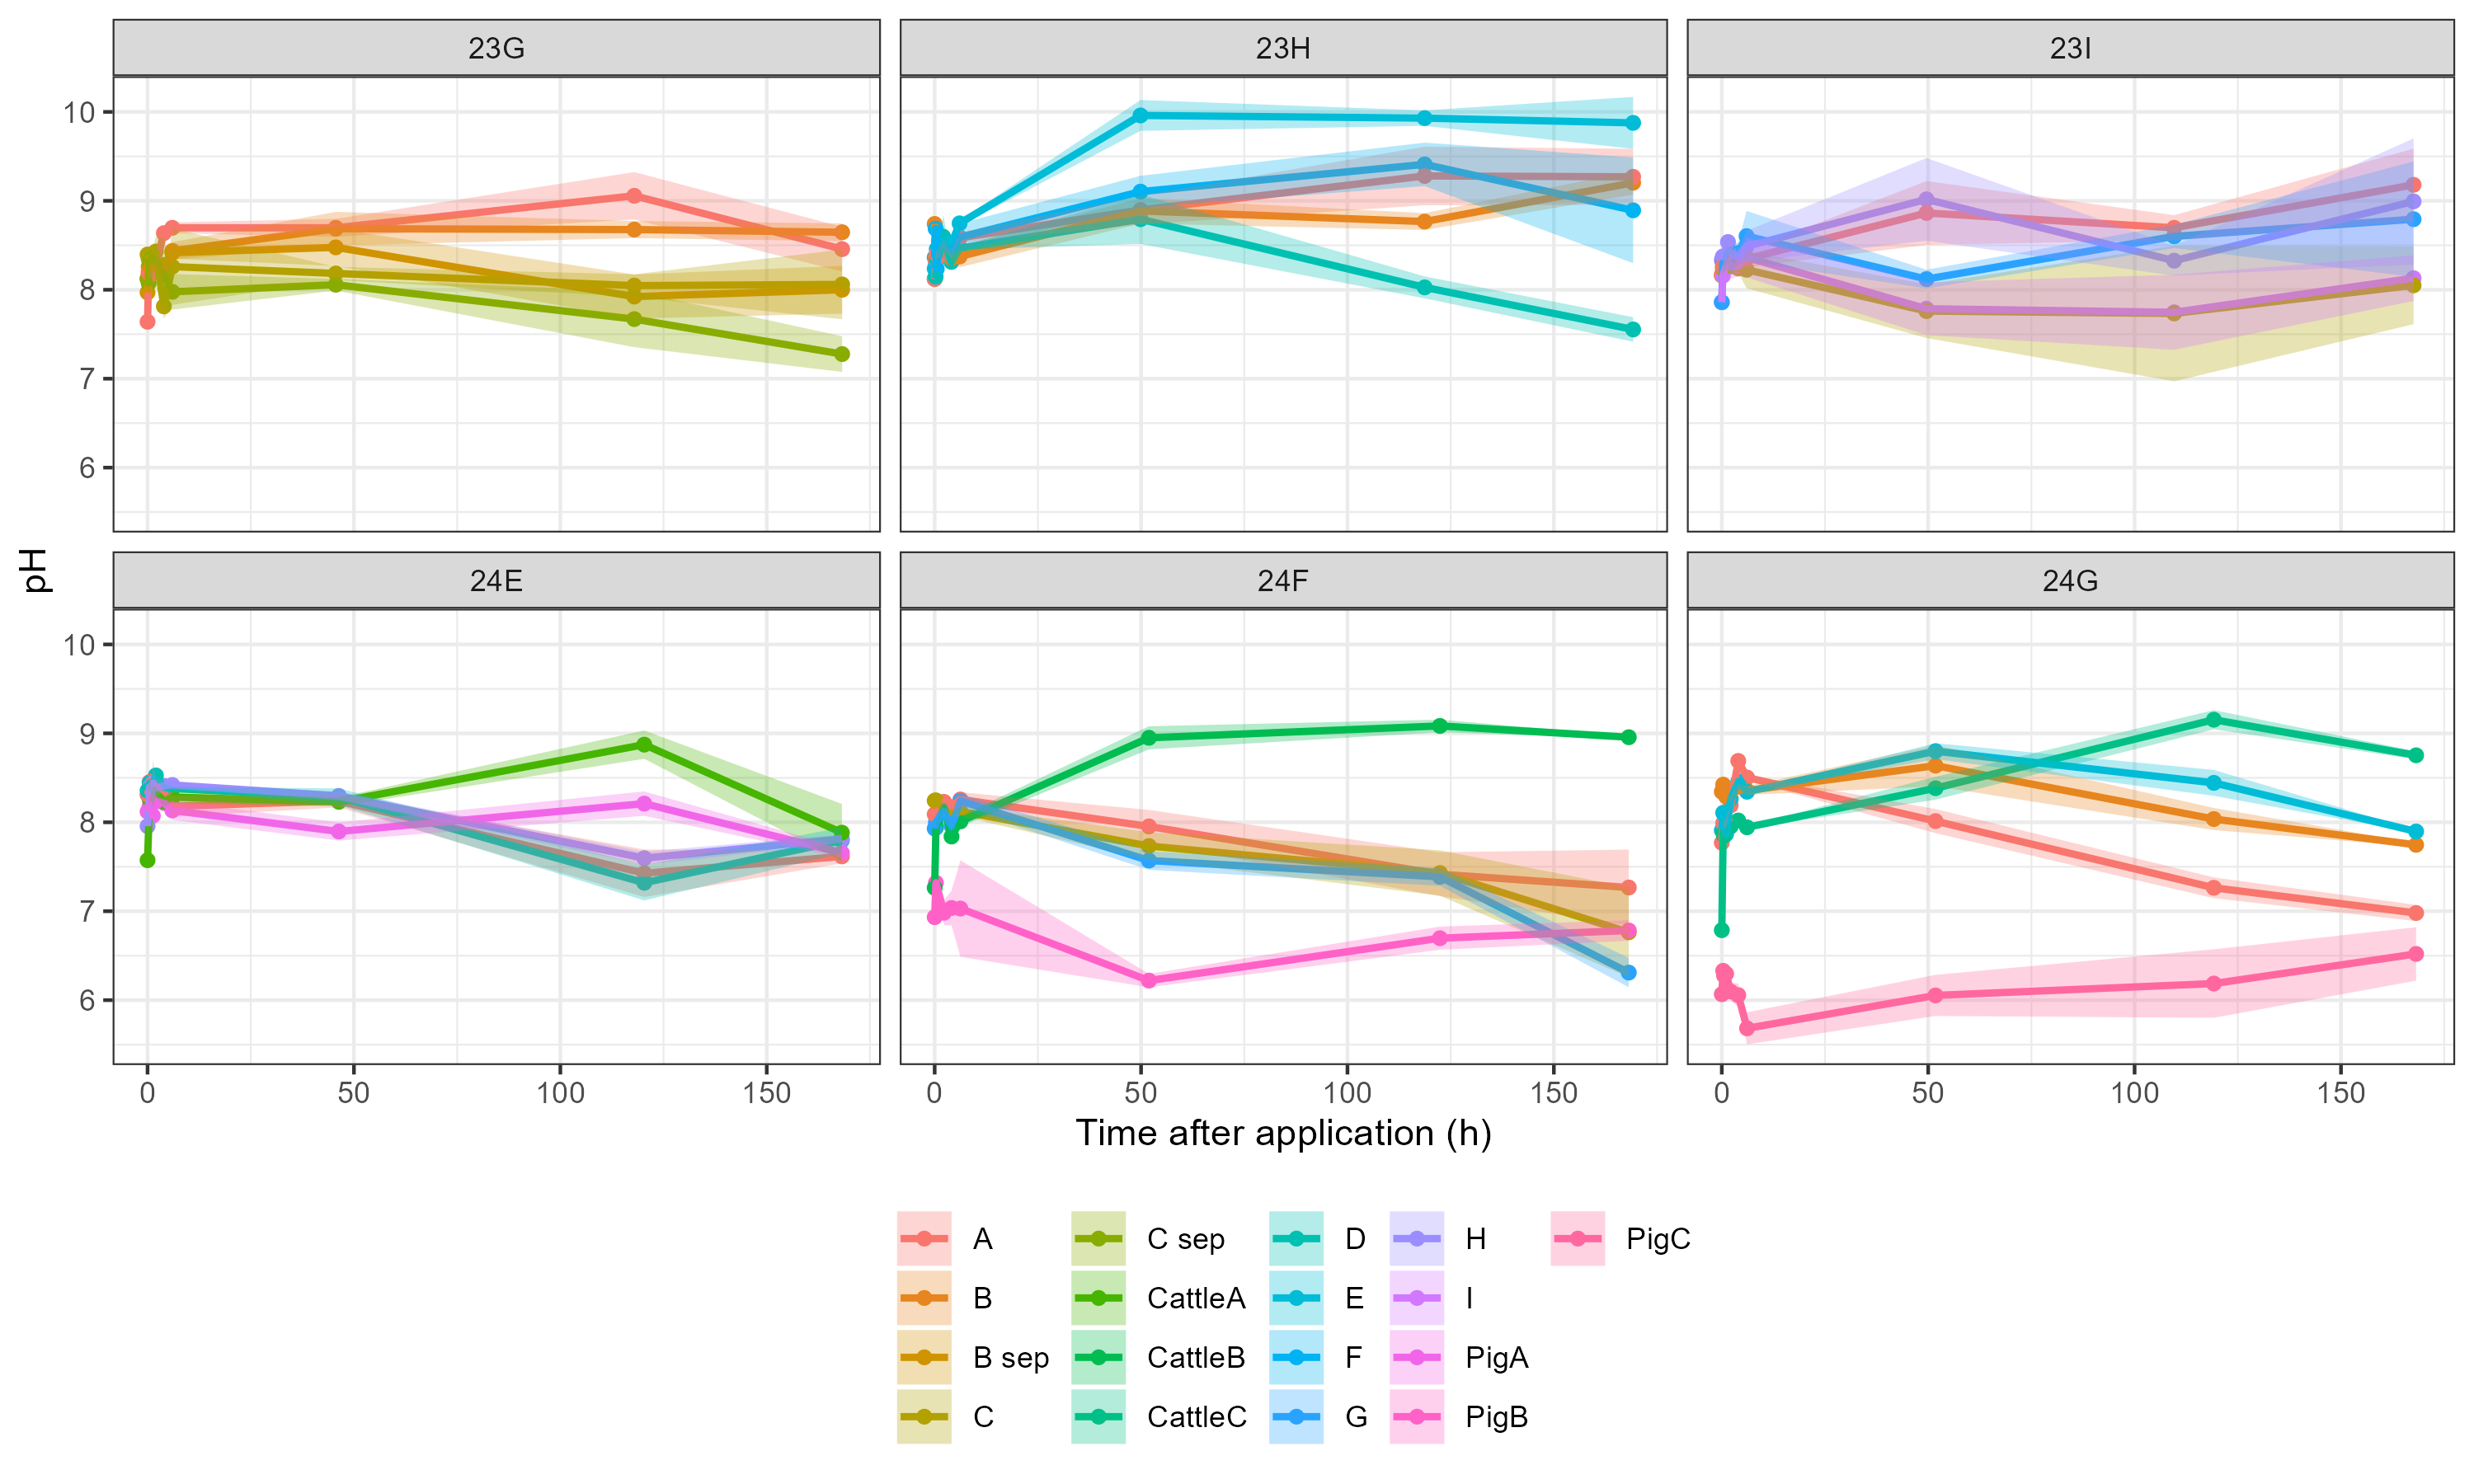 23G 23H 23I
10
9
8
7
6
pH
24E 24F 24G
10
9
8
7
6
0 50 100 150 0 50 100 150 0 50 100 150
Time after application (h)
A C sep D H PigC
B CattleA E I
B sep CattleB F PigA
C CattleC G PigB